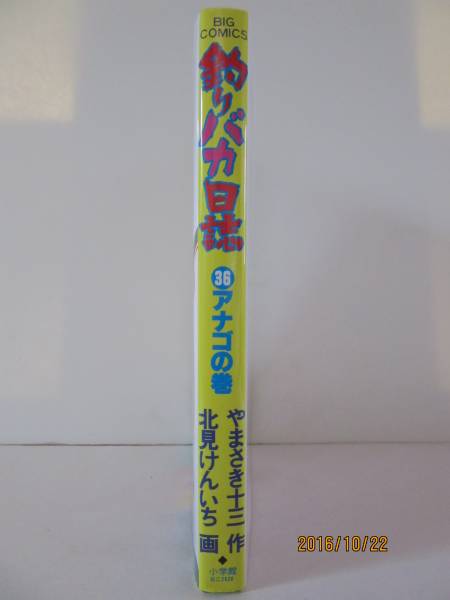 BIG
COMICS
釣りバカ日誌
36 アナゴの巻
やまさき十三 作
北見けんいち 画
小学館
2016/10/22